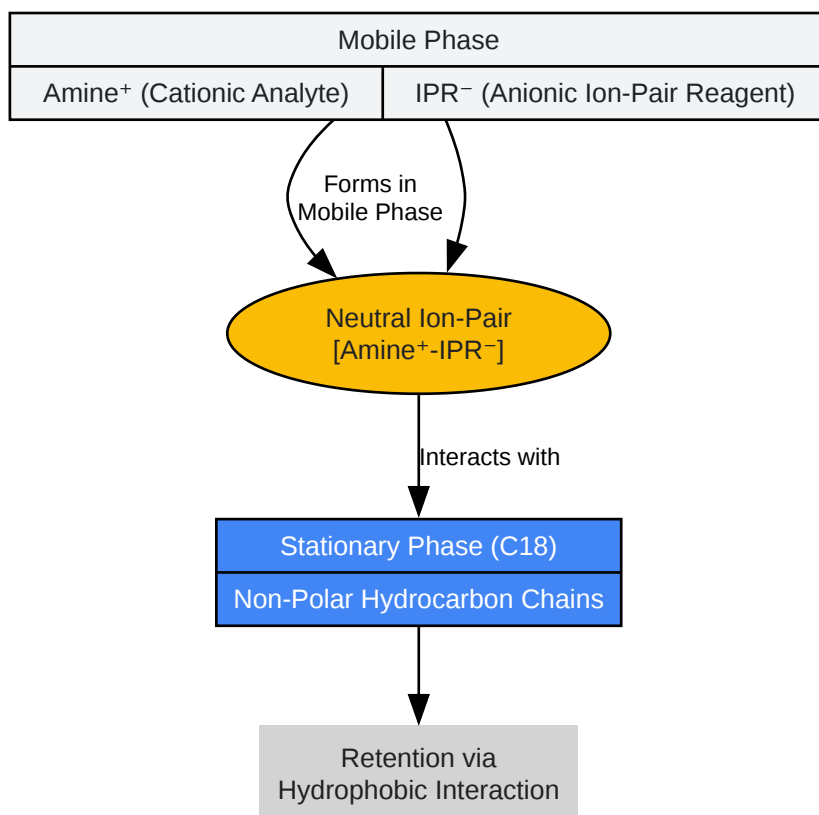 Mobile Phase
Amine⁺ (Cationic Analyte)
IPR⁻ (Anionic Ion-Pair Reagent)
Forms in
Mobile Phase
Neutral Ion-Pair
[Amine⁺-IPR⁻]
Interacts with
Stationary Phase (C18)
Non-Polar Hydrocarbon Chains
Retention via
Hydrophobic Interaction